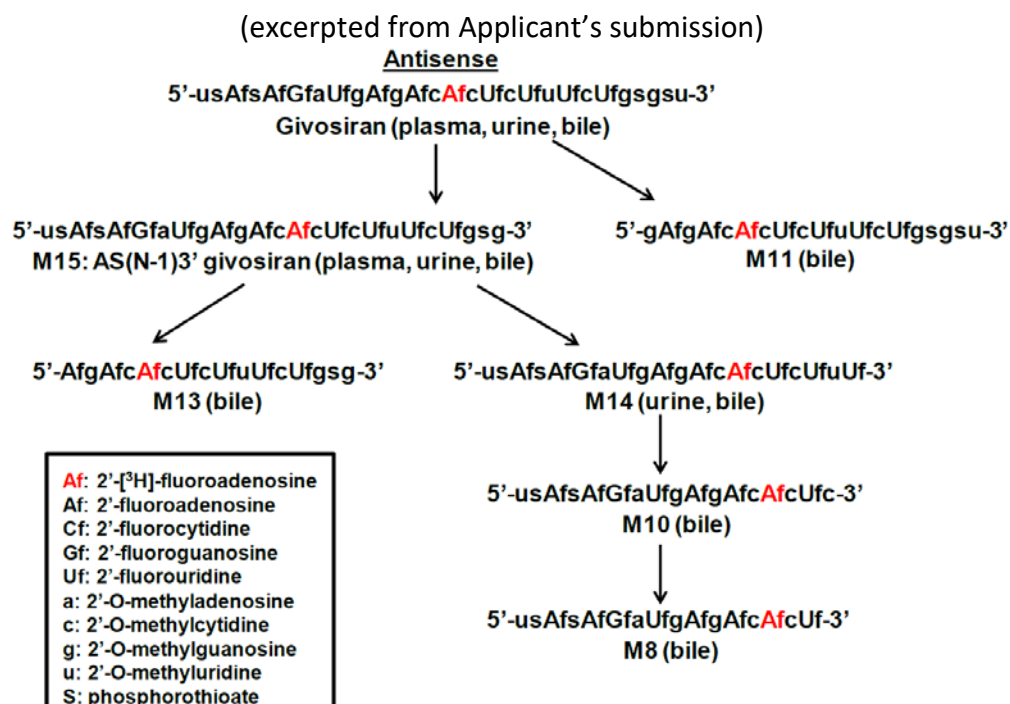 (excerpted from Applicant's submission)
Antisense
5'-usAfsAfGfaUfgAfgAfcAfcUfcUfuUfcUfgsgsu-3'
Givosiran (plasma, urine, bile)
5'-usAfsAfGfaUfgAfgAfcAfcUfcUfuUfcUfgsg-3'
M15: AS(N-1)3' givosiran (plasma, urine, bile)
5'-gAfgAfcAfcUfcUfuUfcUfgsgsu-3'
M11 (bile)
5'-AfgAfcAfcUfcUfuUfcUfgsg-3'
M13 (bile)
5'-usAfsAfGfaUfgAfgAfcAfcUfcUfuUf-3'
M14 (urine, bile)
5'-usAfsAfGfaUfgAfgAfcAfcUfc-3'
M10 (bile)
5'-usAfsAfGfaUfgAfgAfcAfcUf-3'
M8 (bile)
Af: 2'-[³H]-fluoroadenosine
Af: 2'-fluoroadenosine
Cf: 2'-fluorocytidine
Gf: 2'-fluoroguanosine
Uf: 2'-fluorouridine
a: 2'-O-methyladenosine
c: 2'-O-methylcytidine
g: 2'-O-methylguanosine
u: 2'-O-methyluridine
S: phosphorothioate